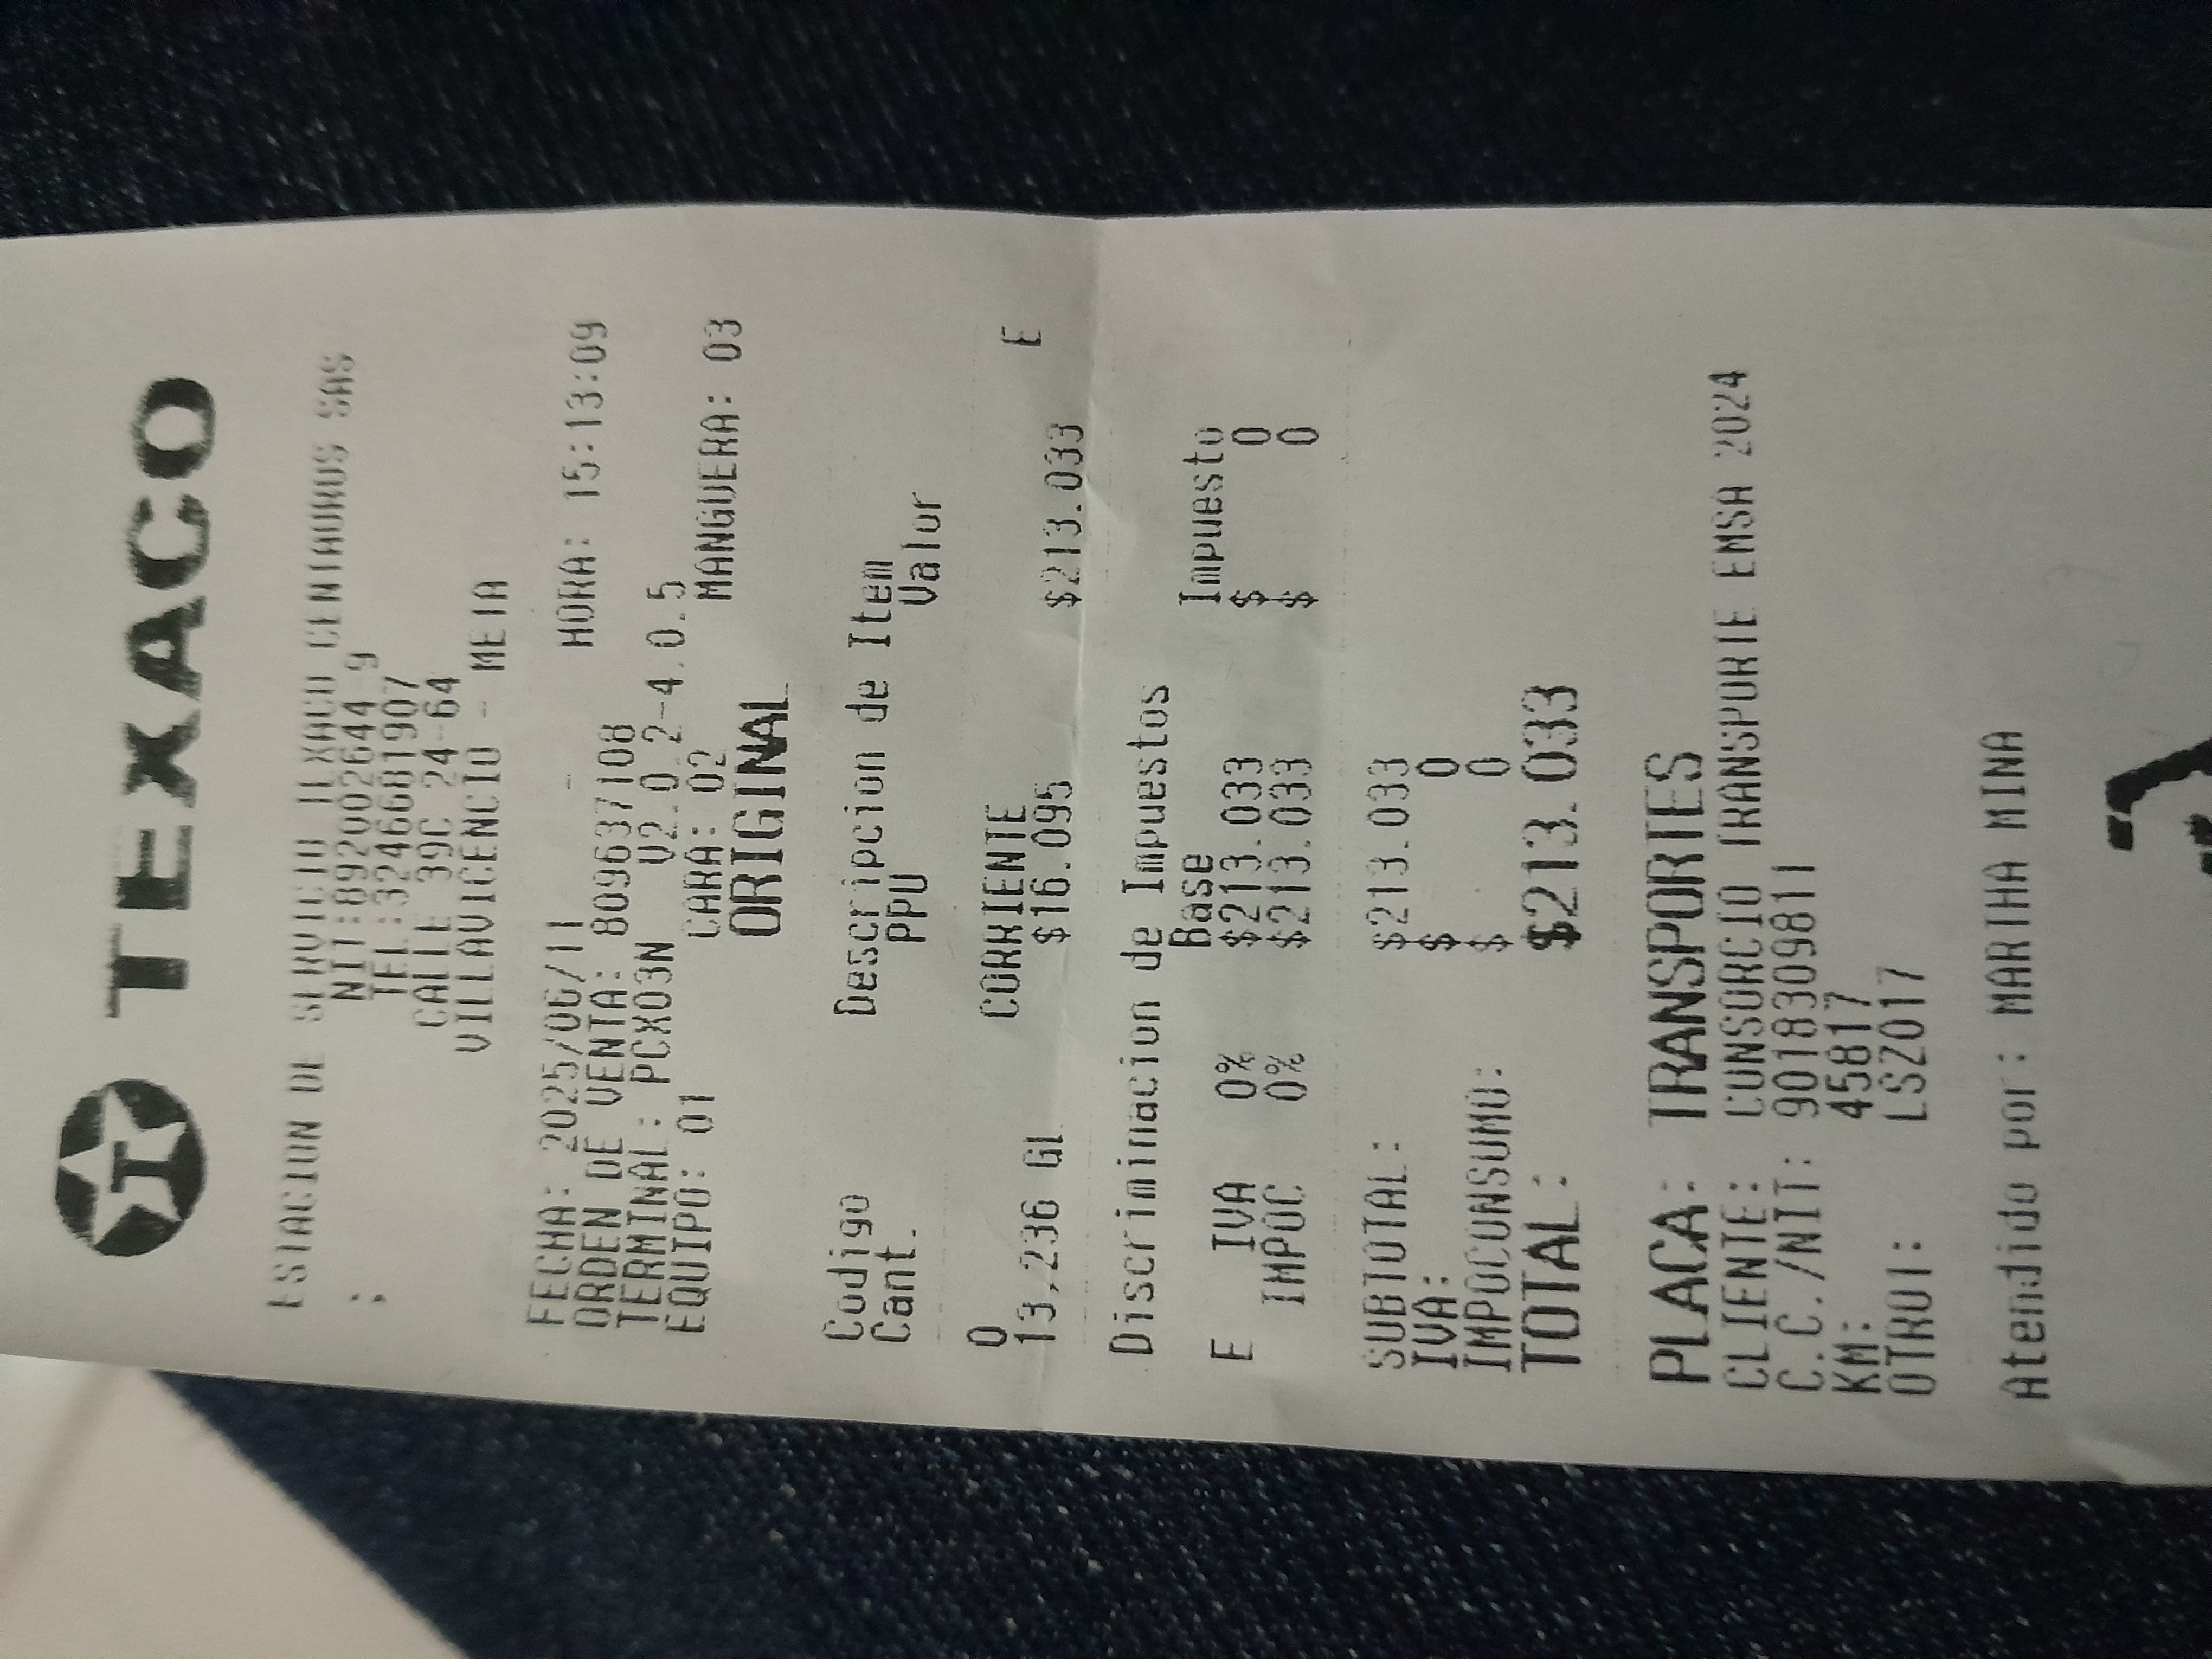 TEXACO
ESTACION DE SERVICIO TEXACO CENTAUROS SAS
NIT:892002644-9
TEL:3246681907
CALLE 39C 24-64
VILLAVICENCIO - META
FECHA: 2025/06/11 - HORA: 15:13:09
ORDEN DE VENTA: 809637108
TERMINAL: PCX03N V2.0.2-4.0.5
EQUIPO: 01 CARA: 02 MANGUERA: 03
ORIGINAL
Codigo Descripcion de Item
Cant. PPU Valor
0 CORRIENTE E
13,236 GL $16.095 $213.033
Discriminacion de Impuestos
Base Impuesto
E IVA 0% $213.033 $ 0
IMPOC 0% $213.033 $ 0
SUBTOTAL: $213.033
IVA: $ 0
IMPOCONSUMO: $ 0
TOTAL: $213.033
PLACA: TRANSPORTES
CLIENTE: CONSORCIO TRANSPORTE EMSA 2024
C.C./NIT: 9018309811
KM: 45817
OTRO1: LSZ017
Atendido por: MARTHA MINA